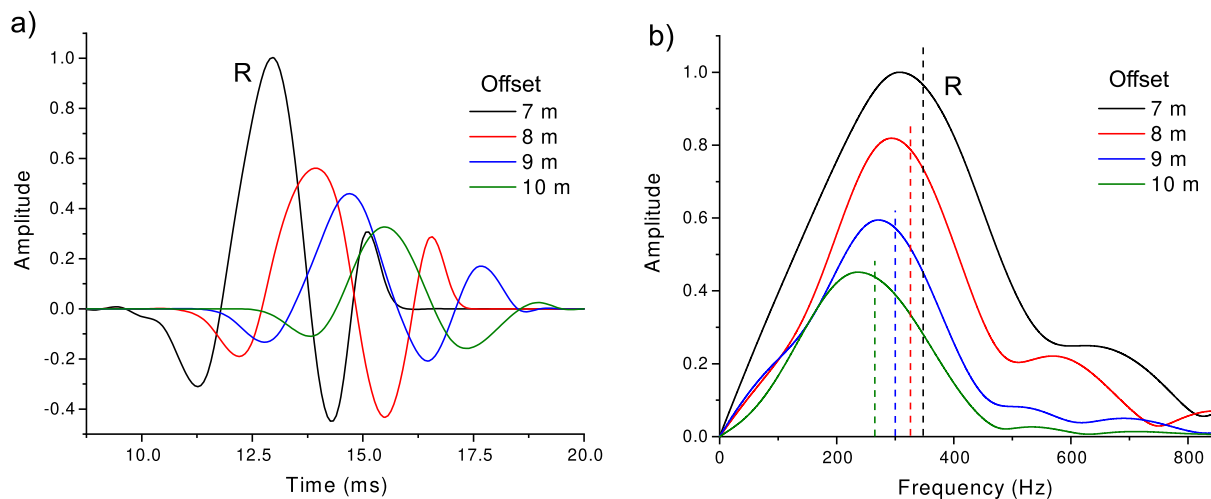 a)
R
Offset
7 m
8 m
9 m
10 m
1.0
0.8
0.6
0.4
0.2
0.0
-0.2
-0.4
Amplitude
10.0 12.5 15.0 17.5 20.0
Time (ms)
b)
R
Offset
7 m
8 m
9 m
10 m
1.0
0.8
0.6
0.4
0.2
0.0
Amplitude
0 200 400 600 800
Frequency (Hz)